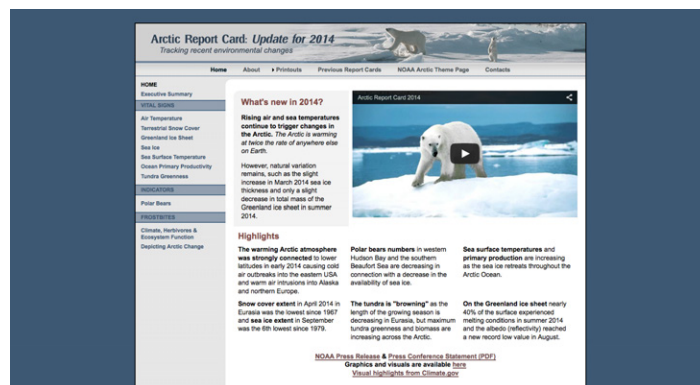 Arctic Report Card: Update for 2014
Tracking recent environmental changes
Home About Printouts Previous Report Cards NOAA Arctic Theme Page Contacts
HOME
Executive Summary
VITAL SIGNS
Air Temperature
Terrestrial Snow Cover
Greenland Ice Sheet
Sea Ice
Sea Surface Temperature
Ocean Primary Productivity
Tundra Greenness
INDICATORS
Polar Bears
FROSTBITES
Climate, Herbivores &
Ecosystem Function
Depicting Arctic Change
What's new in 2014?
Rising air and sea temperatures
continue to trigger changes in
the Arctic. The Arctic is warming
at twice the rate of anywhere else
on Earth.
However, natural variation
remains, such as the slight
increase in March 2014 sea ice
thickness and only a slight
decrease in total mass of the
Greenland ice sheet in summer
2014.
Arctic Report Card 2014
Highlights
The warming Arctic atmosphere
was strongly connected to lower
latitudes in early 2014 causing cold
air outbreaks into the eastern USA
and warm air intrusions into Alaska
and northern Europe.
Polar bears numbers in western
Hudson Bay and the southern
Beaufort Sea are decreasing in
connection with a decrease in the
availability of sea ice.
Sea surface temperatures and
primary production are increasing
as the sea ice retreats throughout the
Arctic Ocean.
Snow cover extent in April 2014 in
Eurasia was the lowest since 1967
and sea ice extent in September
was the 6th lowest since 1979.
The tundra is "browning" as the
length of the growing season is
decreasing in Eurasia, but maximum
tundra greenness and biomass are
increasing across the Arctic.
On the Greenland ice sheet nearly
40% of the surface experienced
melting conditions in summer 2014
and the albedo (reflectivity) reached
a new record low value in August.
NOAA Press Release & Press Conference Statement (PDF)
Graphics and visuals are available here
Visual highlights from Climate.gov